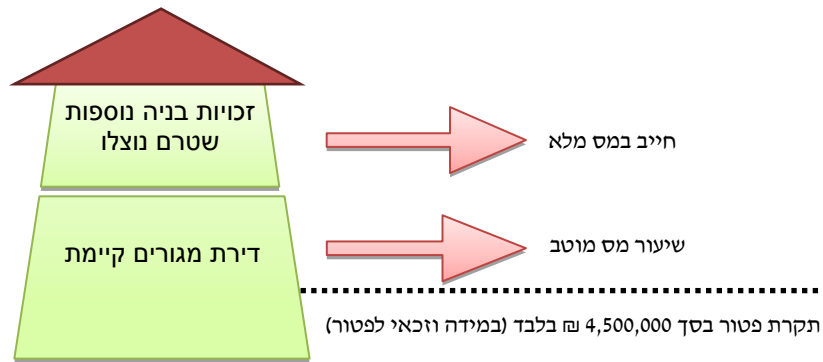 זכויות בניה נוספות
שטרם נוצלו
חייב במס מלא
דירת מגורים קיימת
שיעור מס מוטב
תקרת פטור בסך 4,500,000 ₪ בלבד (במידה וזכאי לפטור)